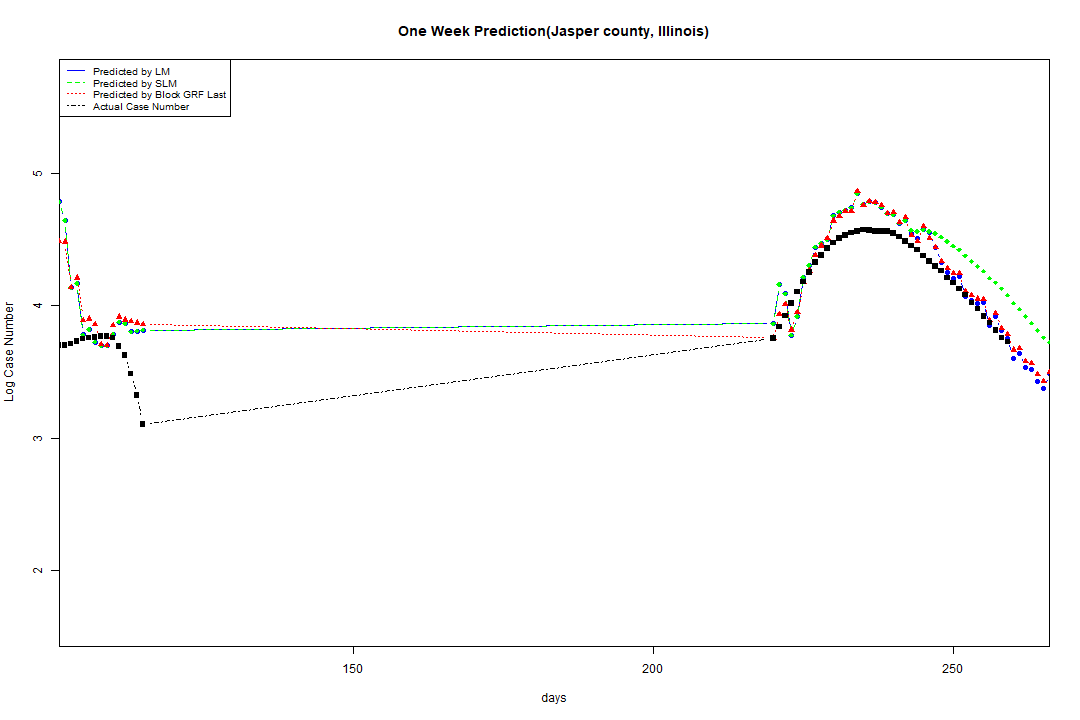 One Week Prediction(Jasper county, Illinois)
Predicted by LM
Predicted by SLM
Predicted by Block GRF Last
Actual Case Number
Log Case Number
5
4
3
2
150
200
250
days